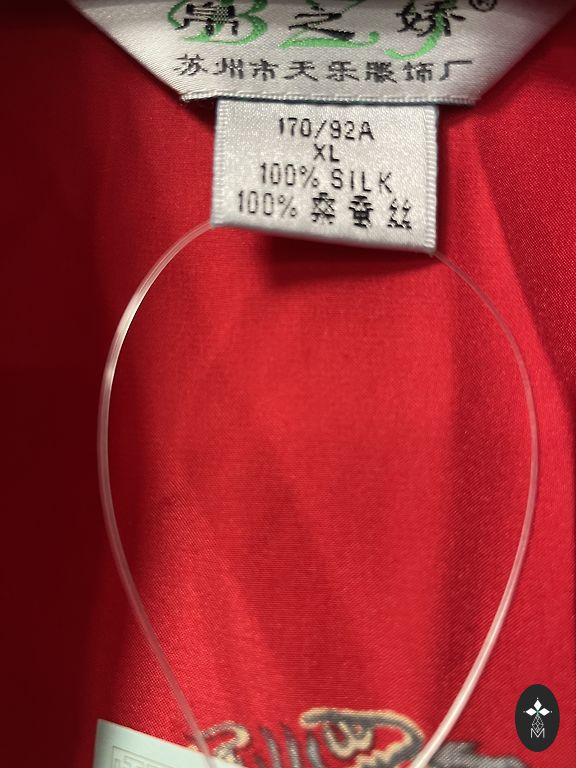 之娇®
苏州市天乐服饰厂
170/92A
XL
100% SILK
100% 桑蚕丝